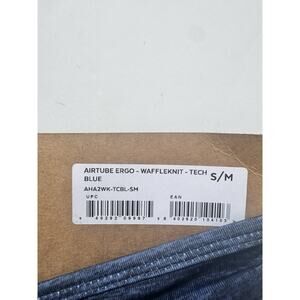 AIRTUBE ERGO - WAFFLEKNIT - TECH BLUE S/M
AHA2WK-TCBL-SM
UPC EAN